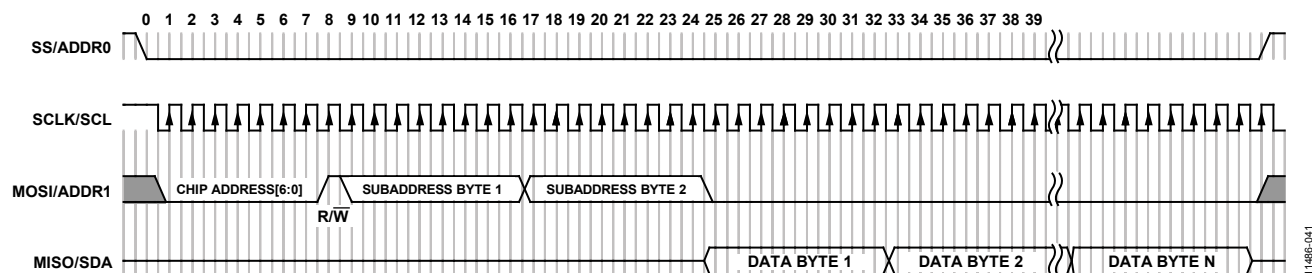 0 1 2 3 4 5 6 7 8 9 10 11 12 13 14 15 16 17 18 19 20 21 22 23 24 25 26 27 28 29 30 31 32 33 34 35 36 37 38 39
SS/ADDR0
SCLK/SCL
MOSI/ADDR1
CHIP ADDRESS[6:0]
SUBADDRESS BYTE 1
SUBADDRESS BYTE 2
R/W
MISO/SDA
DATA BYTE 1
DATA BYTE 2
DATA BYTE N